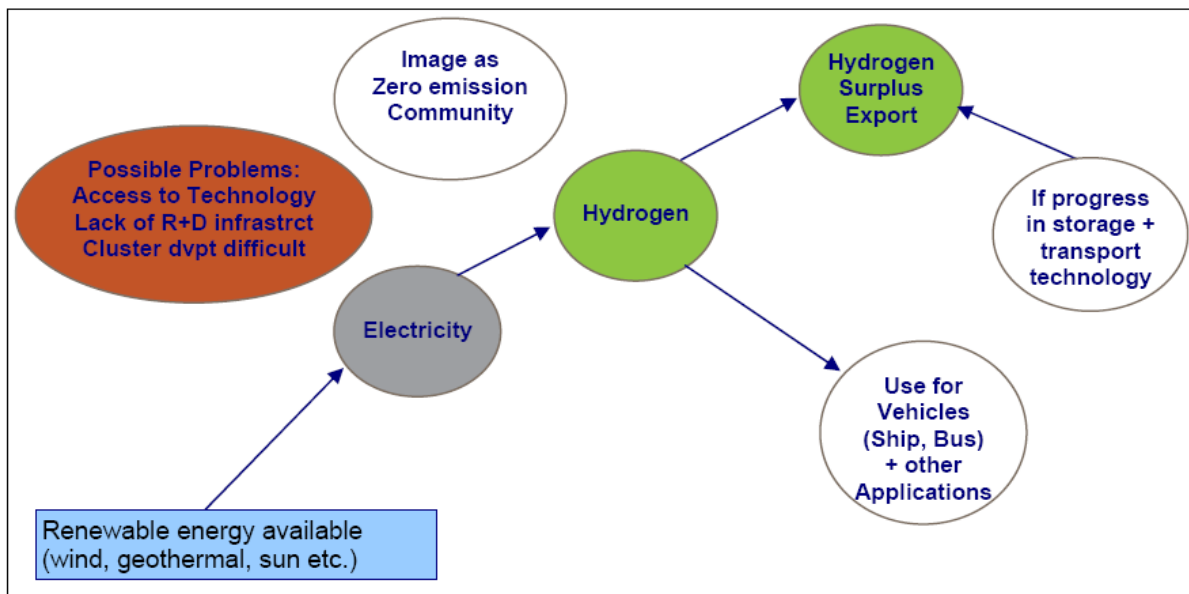 Image as
Zero emission
Community
Hydrogen
Surplus
Export
Possible Problems:
Access to Technology
Lack of R+D infrastrct
Cluster dvpt difficult
Hydrogen
If progress
in storage +
transport
technology
Electricity
Use for
Vehicles
(Ship, Bus)
+ other
Applications
Renewable energy available
(wind, geothermal, sun etc.)